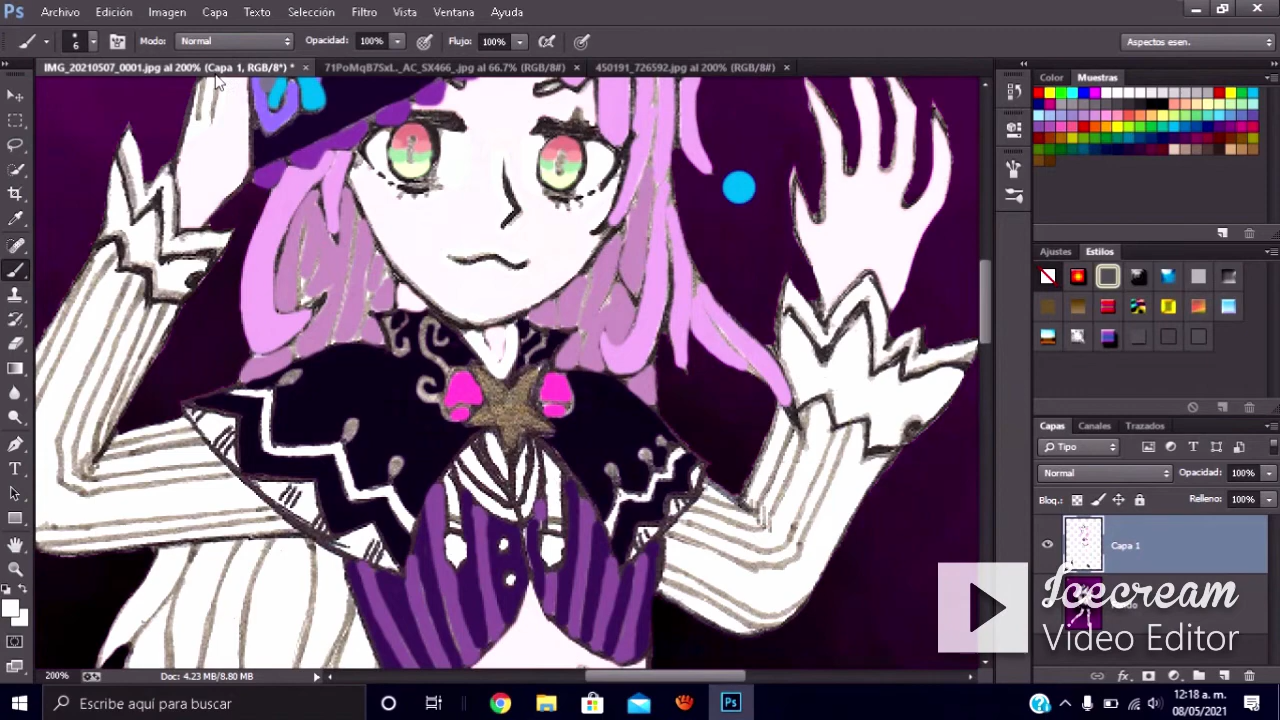 Ps Archivo Edición Imagen Capa Texto Selección Filtro Vista Ventana Ayuda
6 Modo: Normal Opacidad: 100% Flujo: 100% Aspectos esen.
IMG_20210507_0001.jpg al 200% (Capa 1, RGB/8*) * × 71PoMqB7SxL._AC_SX466_.jpg al 66.7% (RGB/8#) × 450191_726592.jpg al 200% (RGB/8#) ×
Color Muestras
Ajustes Estilos
Capas Canales Trazados
Tipo
Normal Opacidad: 100%
Bloq.: Relleno: 100%
Capa 1
Icecream
Video Editor
200% Doc: 4.23 MB/8.80 MB
Escribe aquí para buscar
Ps
12:18 a. m.
08/05/2021